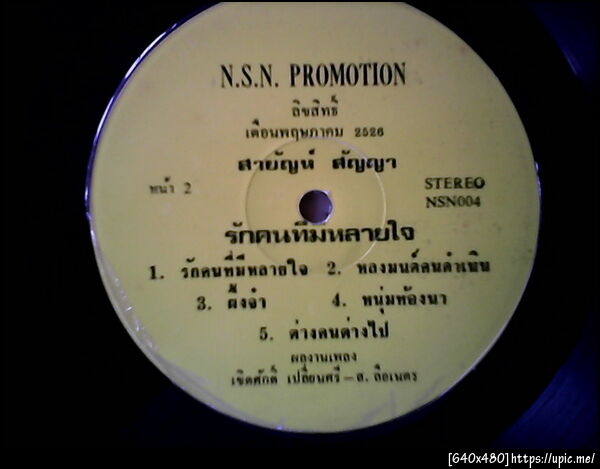 N.S.N. PROMOTION
ลิขสิทธิ์
เดือนพฤษภาคม 2526
สายัณห์ สัญญา
หน้า 2
STEREO
NSN004
รักคนที่มีหลายใจ
1. รักคนที่มีหลายใจ 2. หลงมนต์คนดำเนิน
3. ผึ้งจ๋า 4. หนุ่มท้องนา
5. ต่างคนต่างไป
ผลงานเพลง
เชิดศักดิ์ เปลี่ยนศรี – ส. ลือเนตร
[640x480]https://upic.me/